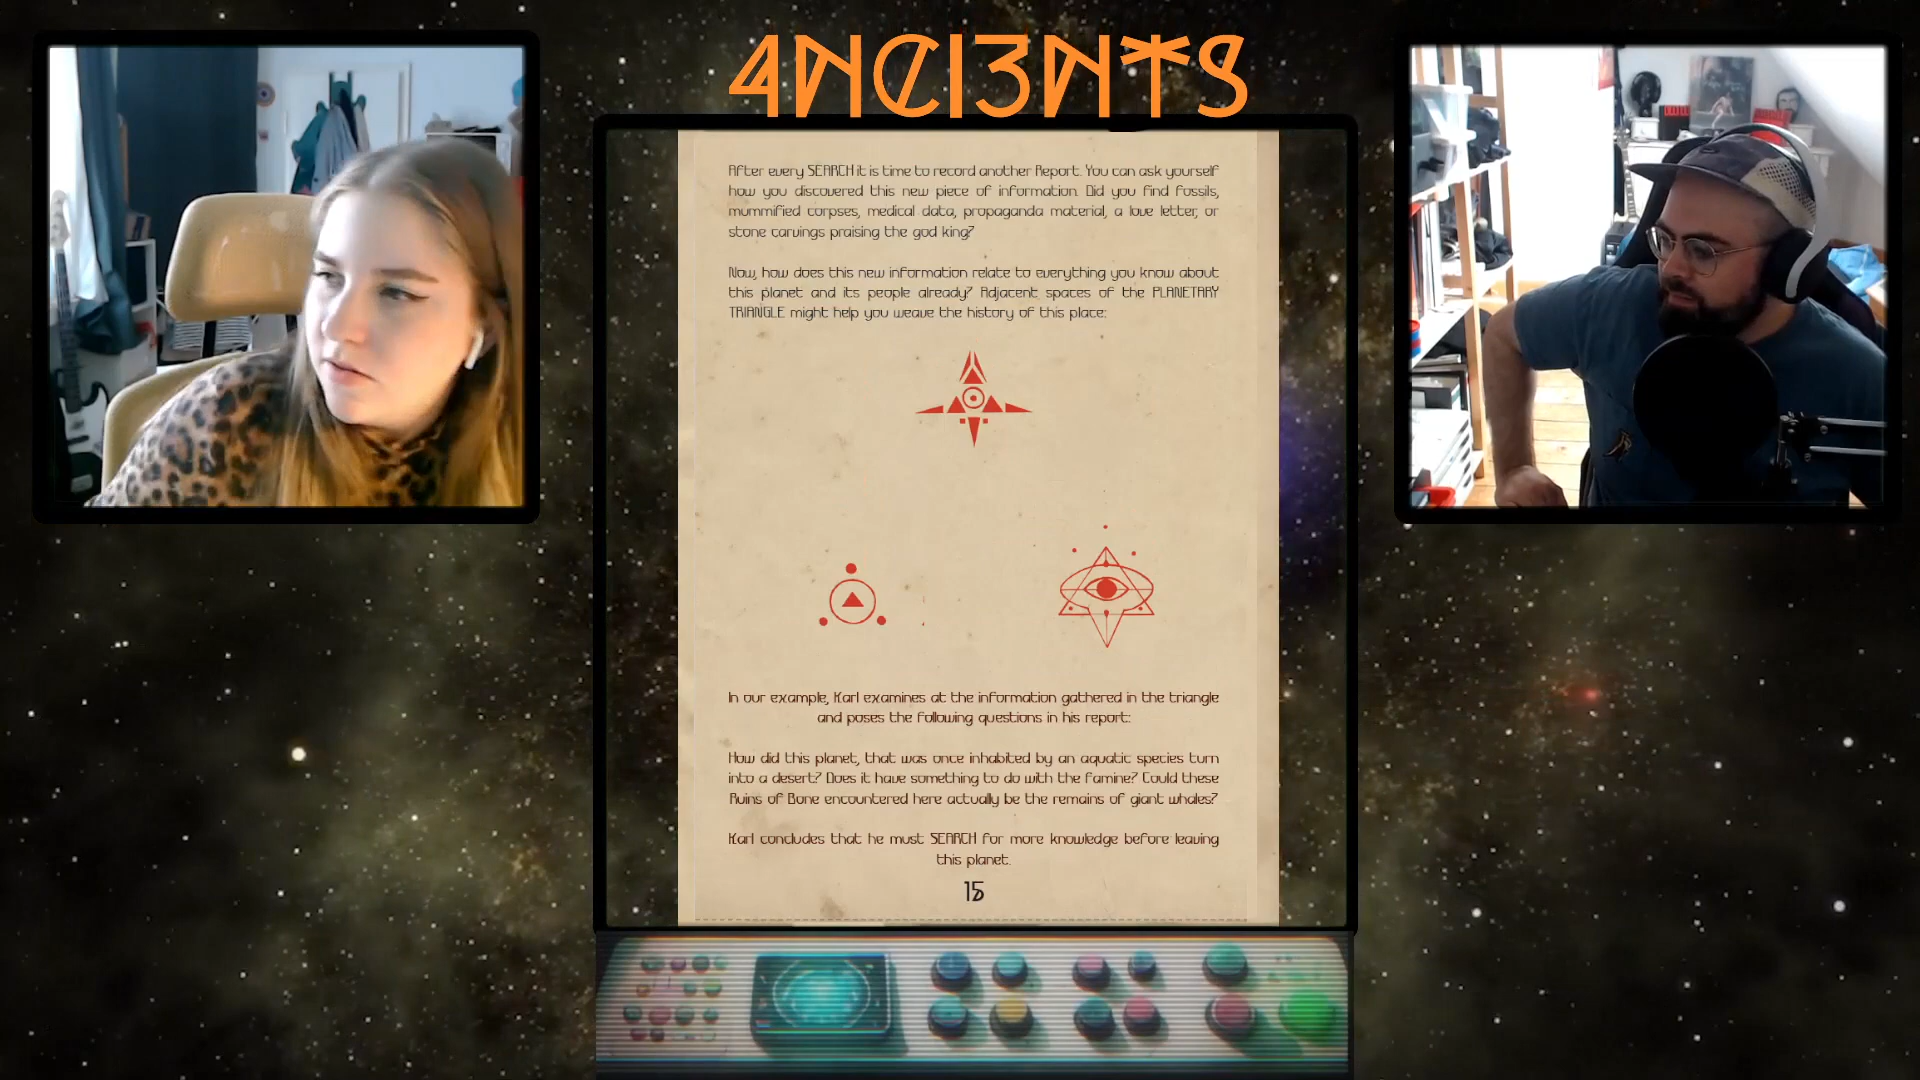 4NCI3NTS
After every SEARCH it is time to record another Report. You can ask yourself
how you discovered this new piece of information. Did you find fossils,
mummified corpses, medical data, propaganda material, a love letter, or
stone carvings praising the god king?
Now, how does this new information relate to everything you know about
this planet and its people already? Adjacent spaces of the PLANETARY
TRIANGLE might help you weave the history of this place:
In our example, Karl examines at the information gathered in the triangle
and poses the following questions in his report:
How did this planet, that was once inhabited by an aquatic species turn
into a desert? Does it have something to do with the famine? Could these
Ruins of Bone encountered here actually be the remains of giant whales?
Karl concludes that he must SEARCH for more knowledge before leaving
this planet.
15